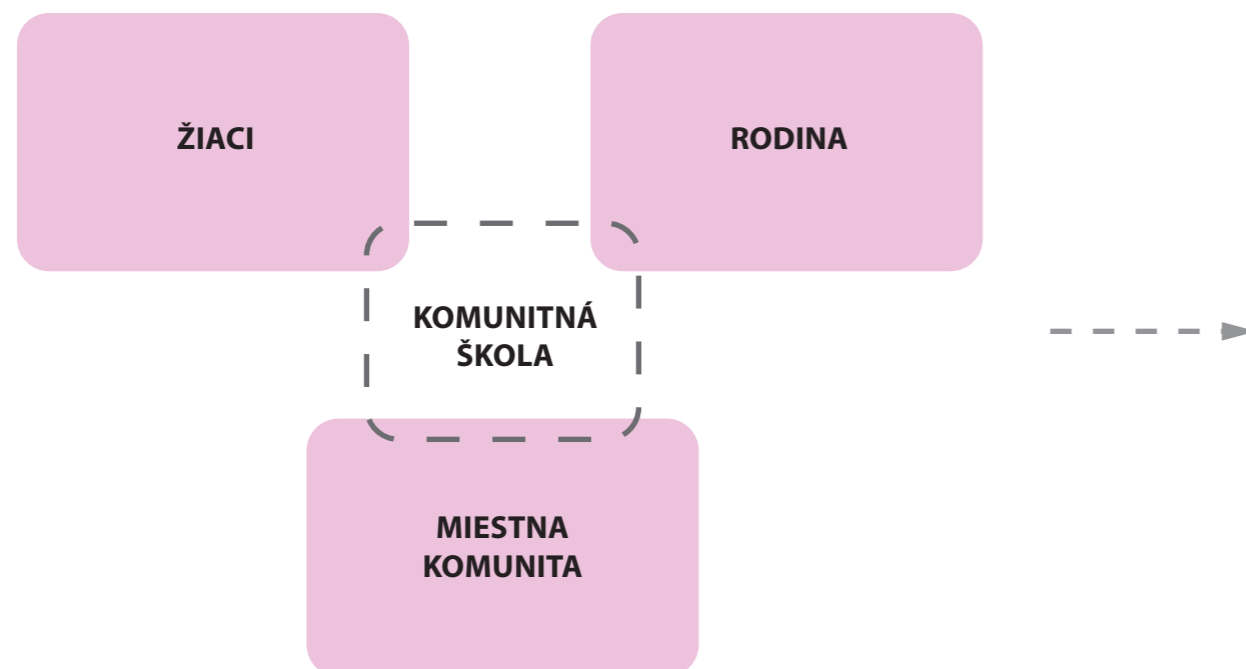 ŽIACI
RODINA
KOMUNITNÁ
ŠKOLA
MIESTNA
KOMUNITA